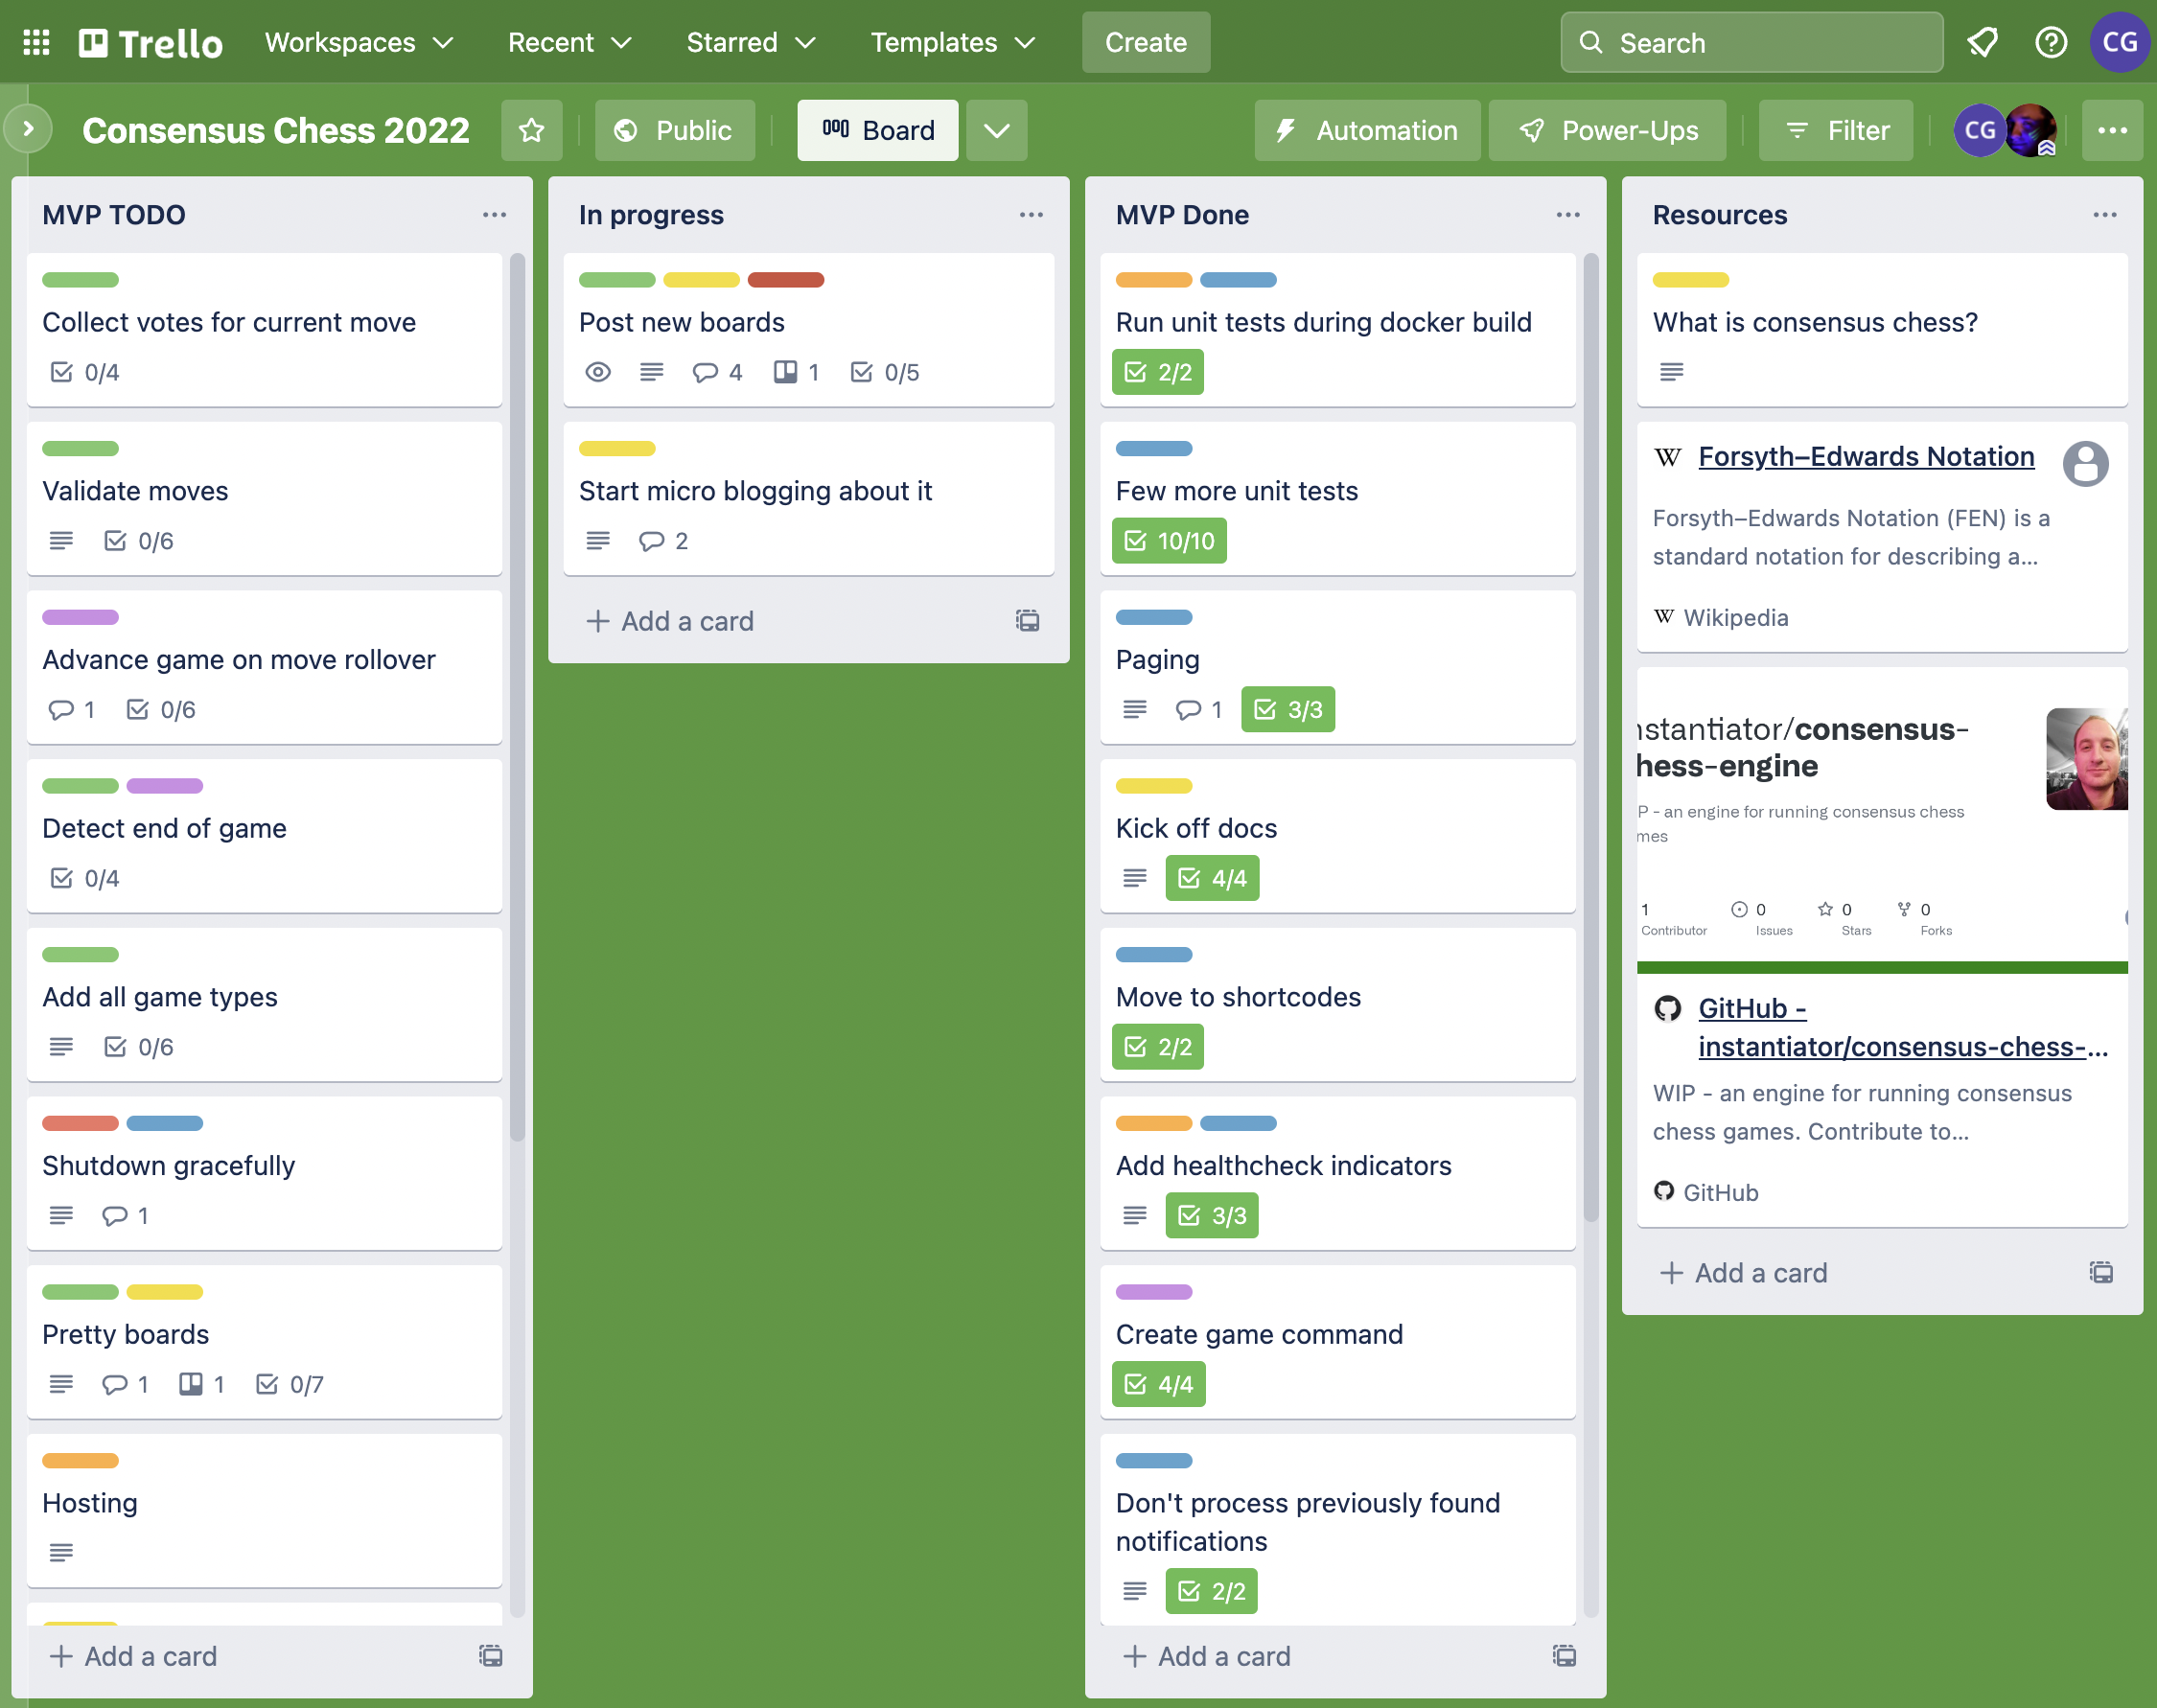 Trello
Workspaces
Recent
Starred
Templates
Create
Search
CG
Consensus Chess 2022
Public
Board
Automation
Power-Ups
Filter
CG
MVP TODO
Collect votes for current move
0/4
Validate moves
0/6
Advance game on move rollover
1 0/6
Detect end of game
0/4
Add all game types
0/6
Shutdown gracefully
1
Pretty boards
1 1 0/7
Hosting
+ Add a card
In progress
Post new boards
4 1 0/5
Start micro blogging about it
2
+ Add a card
MVP Done
Run unit tests during docker build
2/2
Few more unit tests
10/10
Paging
1 3/3
Kick off docs
4/4
Move to shortcodes
2/2
Add healthcheck indicators
3/3
Create game command
4/4
Don't process previously found
notifications
2/2
+ Add a card
Resources
What is consensus chess?
W Forsyth–Edwards Notation
Forsyth–Edwards Notation (FEN) is a
standard notation for describing a...
W Wikipedia
nstantiator/consensus-
hess-engine
P - an engine for running consensus chess
mes
1 0 0 0
Contributor Issues Stars Forks
GitHub -
instantiator/consensus-chess-...
WIP - an engine for running consensus
chess games. Contribute to...
GitHub
+ Add a card